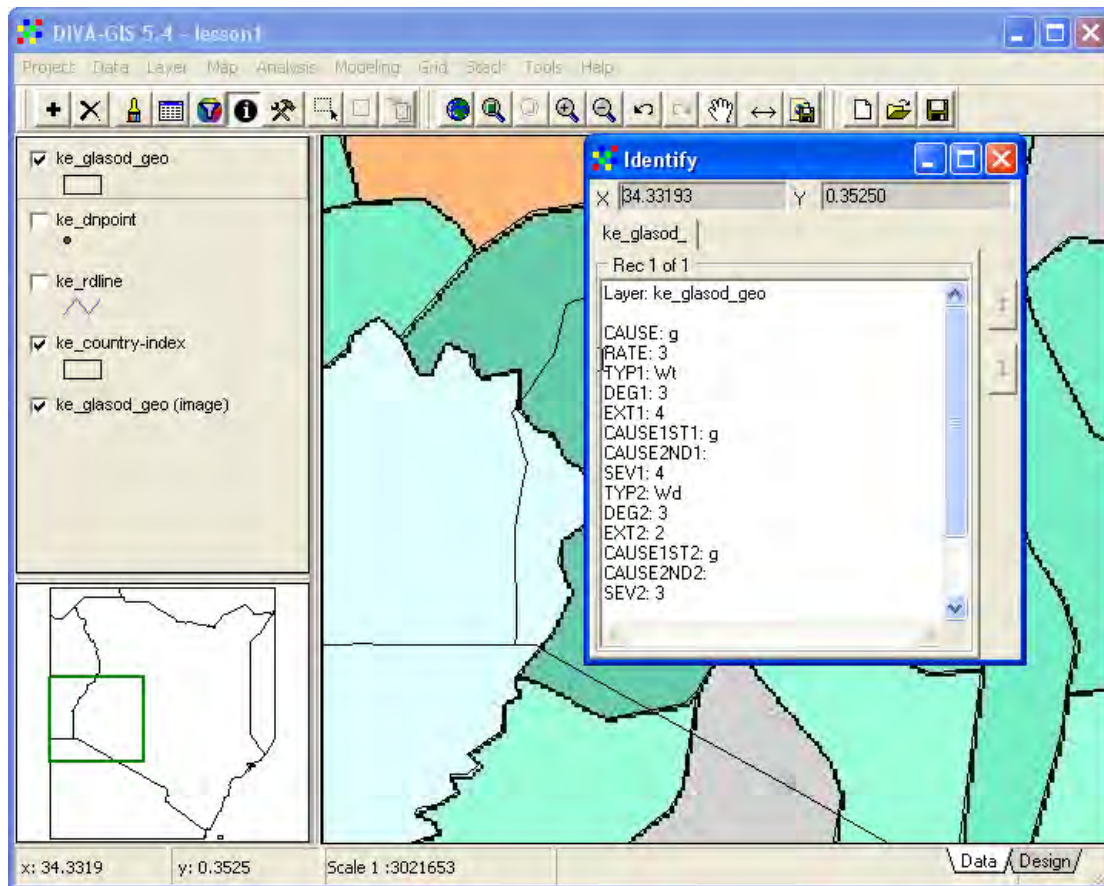 DIVA-GIS 5.4 - lesson1
Project Data Layer Map Analysis Modeling Grid Stack Tools Help
ke_glasod_geo
ke_dnpoint
ke_rdline
ke_country-index
ke_glasod_geo (image)
Identify
X 34.33193 Y 0.35250
ke_glasod_
Rec 1 of 1
Layer: ke_glasod_geo
CAUSE: g
RATE: 3
TYP1: Wt
DEG1: 3
EXT1: 4
CAUSE1ST1: g
CAUSE2ND1:
SEV1: 4
TYP2: Wd
DEG2: 3
EXT2: 2
CAUSE1ST2: g
CAUSE2ND2:
SEV2: 3
x: 34.3319 y: 0.3525 Scale 1 :3021653 Data Design